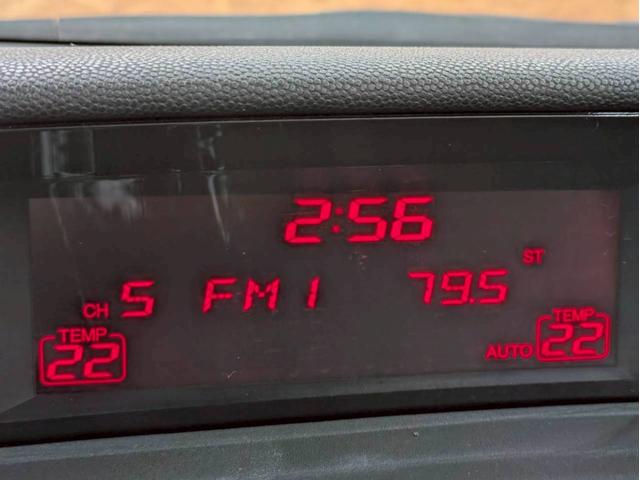 2:56
ST
CH 5 FM1 79.5
TEMP 22 AUTO TEMP 22